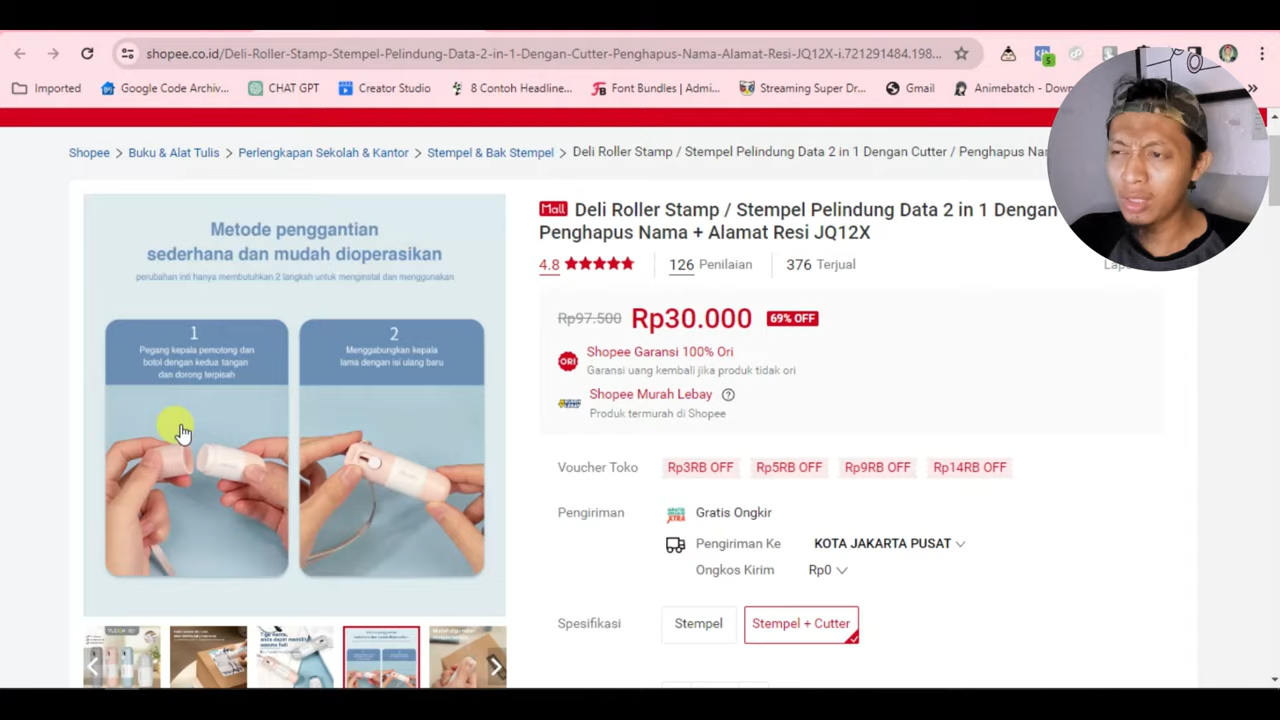 shopee.co.id/Deli-Roller-Stamp-Stempel-Pelindung-Data-2-in-1-Dengan-Cutter-Penghapus-Nama-Alamat-Resi-JQ12X-i.721291484.198...
5
Imported
Google Code Archiv...
CHAT GPT
Creator Studio
8 Contoh Headline...
Font Bundles | Admi...
Streaming Super Dr...
Gmail
Animebatch - Down
Shopee > Buku & Alat Tulis > Perlengkapan Sekolah & Kantor > Stempel & Bak Stempel > Deli Roller Stamp / Stempel Pelindung Data 2 in 1 Dengan Cutter / Penghapus Na
Metode penggantian
sederhana dan mudah dioperasikan
perubahan inti hanya membutuhkan 2 langkah untuk menginstal dan menggunakan
1
Pegang kepala pemotong dan
botol dengan kedua tangan
dan dorong terpisah
2
Menggabungkan kepala
lama dengan isi ulang baru
Mall Deli Roller Stamp / Stempel Pelindung Data 2 in 1 Dengan
Penghapus Nama + Alamat Resi JQ12X
4.8
126 Penilaian
376 Terjual
Rp97.500 Rp30.000 69% OFF
ORI Shopee Garansi 100% Ori
Garansi uang kembali jika produk tidak ori
Shopee Murah Lebay ?
Produk termurah di Shopee
Voucher Toko Rp3RB OFF Rp5RB OFF Rp9RB OFF Rp14RB OFF
Pengiriman Gratis Ongkir
Pengiriman Ke KOTA JAKARTA PUSAT
Ongkos Kirim Rp0
Spesifikasi Stempel Stempel + Cutter